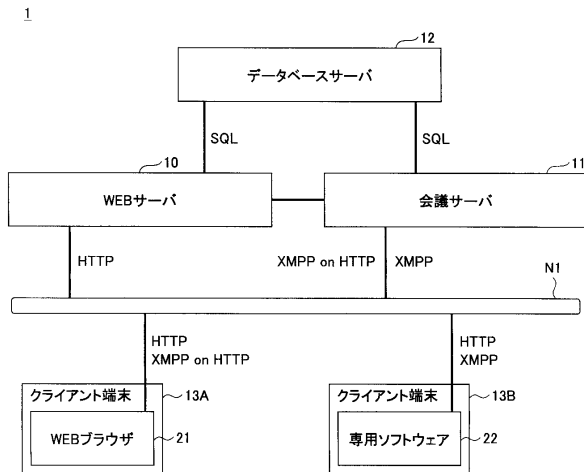 1
12
データベースサーバ
SQL
SQL
10
11
WEBサーバ
会議サーバ
HTTP
XMPP on HTTP
XMPP
N1
HTTP
XMPP on HTTP
HTTP
XMPP
クライアント端末
13A
クライアント端末
13B
WEBブラウザ
21
専用ソフトウェア
22